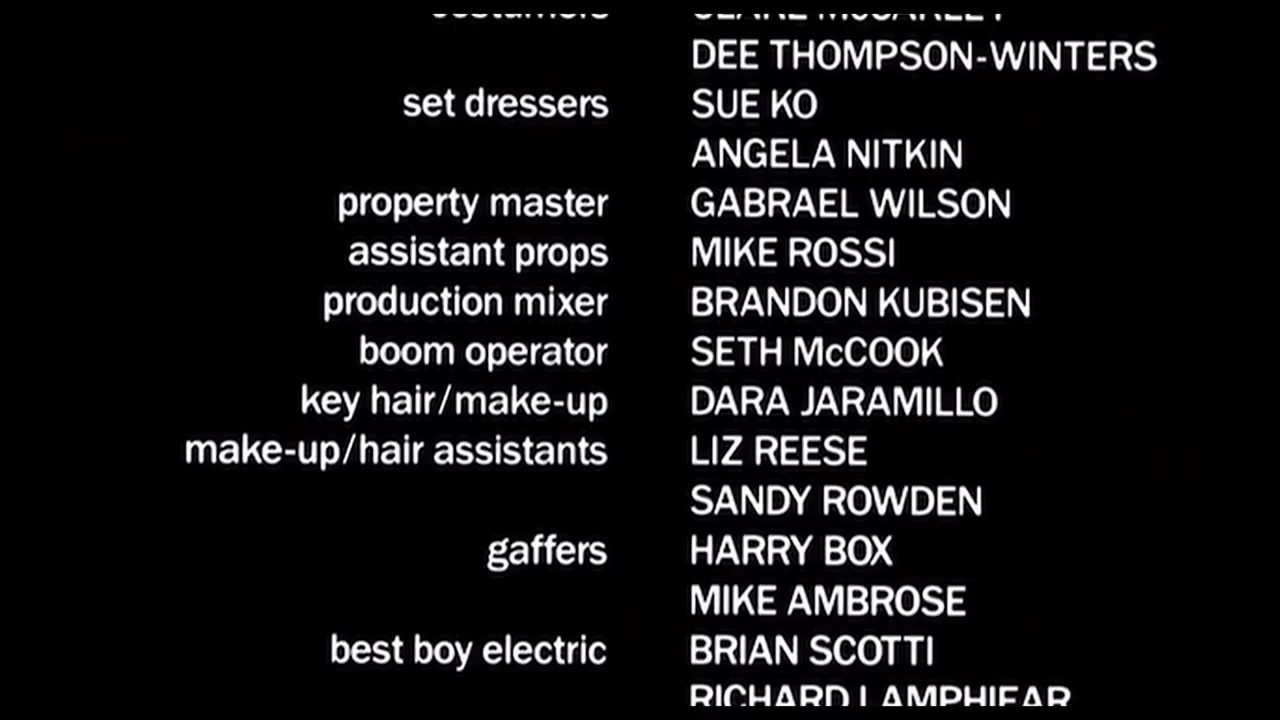 costumers
DEE THOMPSON-WINTERS
set dressers SUE KO
ANGELA NITKIN
property master GABRAEL WILSON
assistant props MIKE ROSSI
production mixer BRANDON KUBISEN
boom operator SETH McCOOK
key hair/make-up DARA JARAMILLO
make-up/hair assistants LIZ REESE
SANDY ROWDEN
gaffers HARRY BOX
MIKE AMBROSE
best boy electric BRIAN SCOTTI
RICHARD LAMPHIEAR